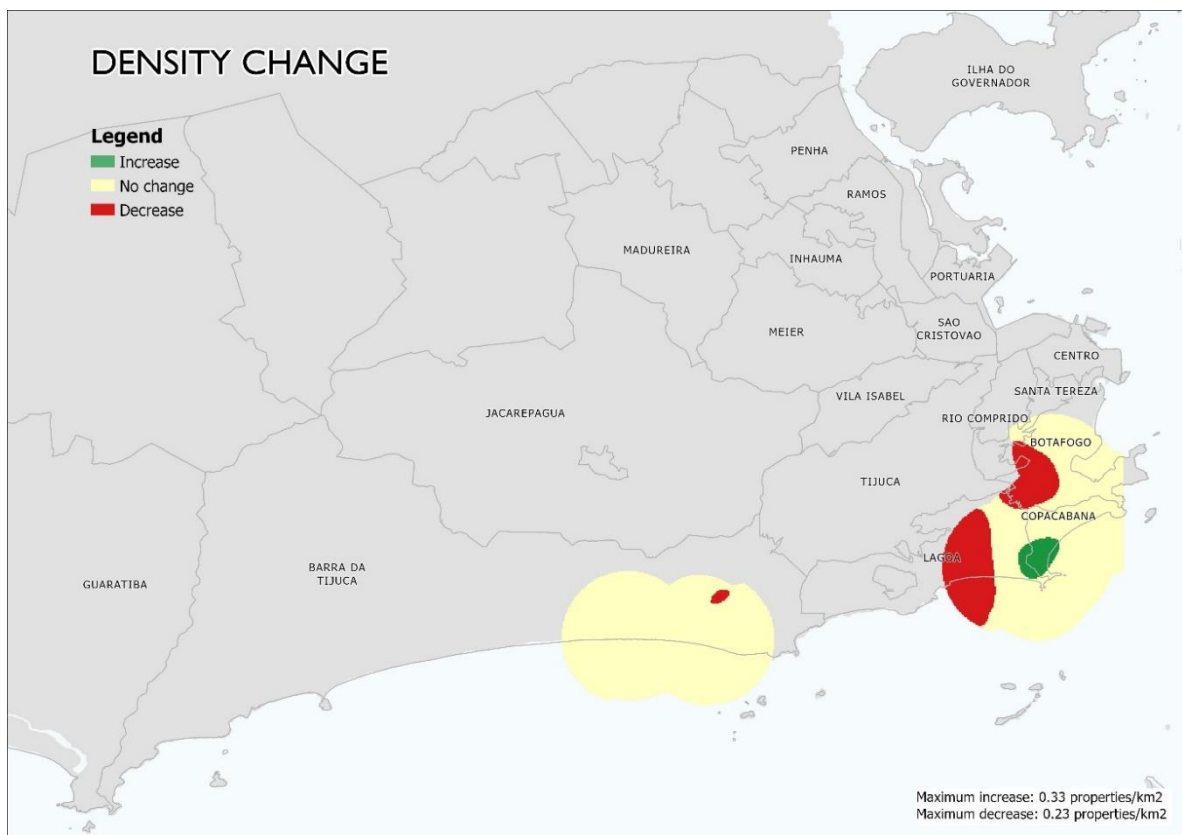 DENSITY CHANGE
Legend
Increase
No change
Decrease
ILHA DO
GOVERNADOR
PENHA
RAMOS
MADUREIRA
INHAUMA
PORTUARIA
MEIER
SAO
CRISTOVAO
CENTRO
SANTA TEREZA
VILA ISABEL
RIO COMPRIDO
JACAREPAGUA
BOTAFOGO
TIJUCA
COPACABANA
LAGOA
BARRA DA
TIJUCA
GUARATIBA
Maximum increase: 0.33 properties/km2
Maximum decrease: 0.23 properties/km2